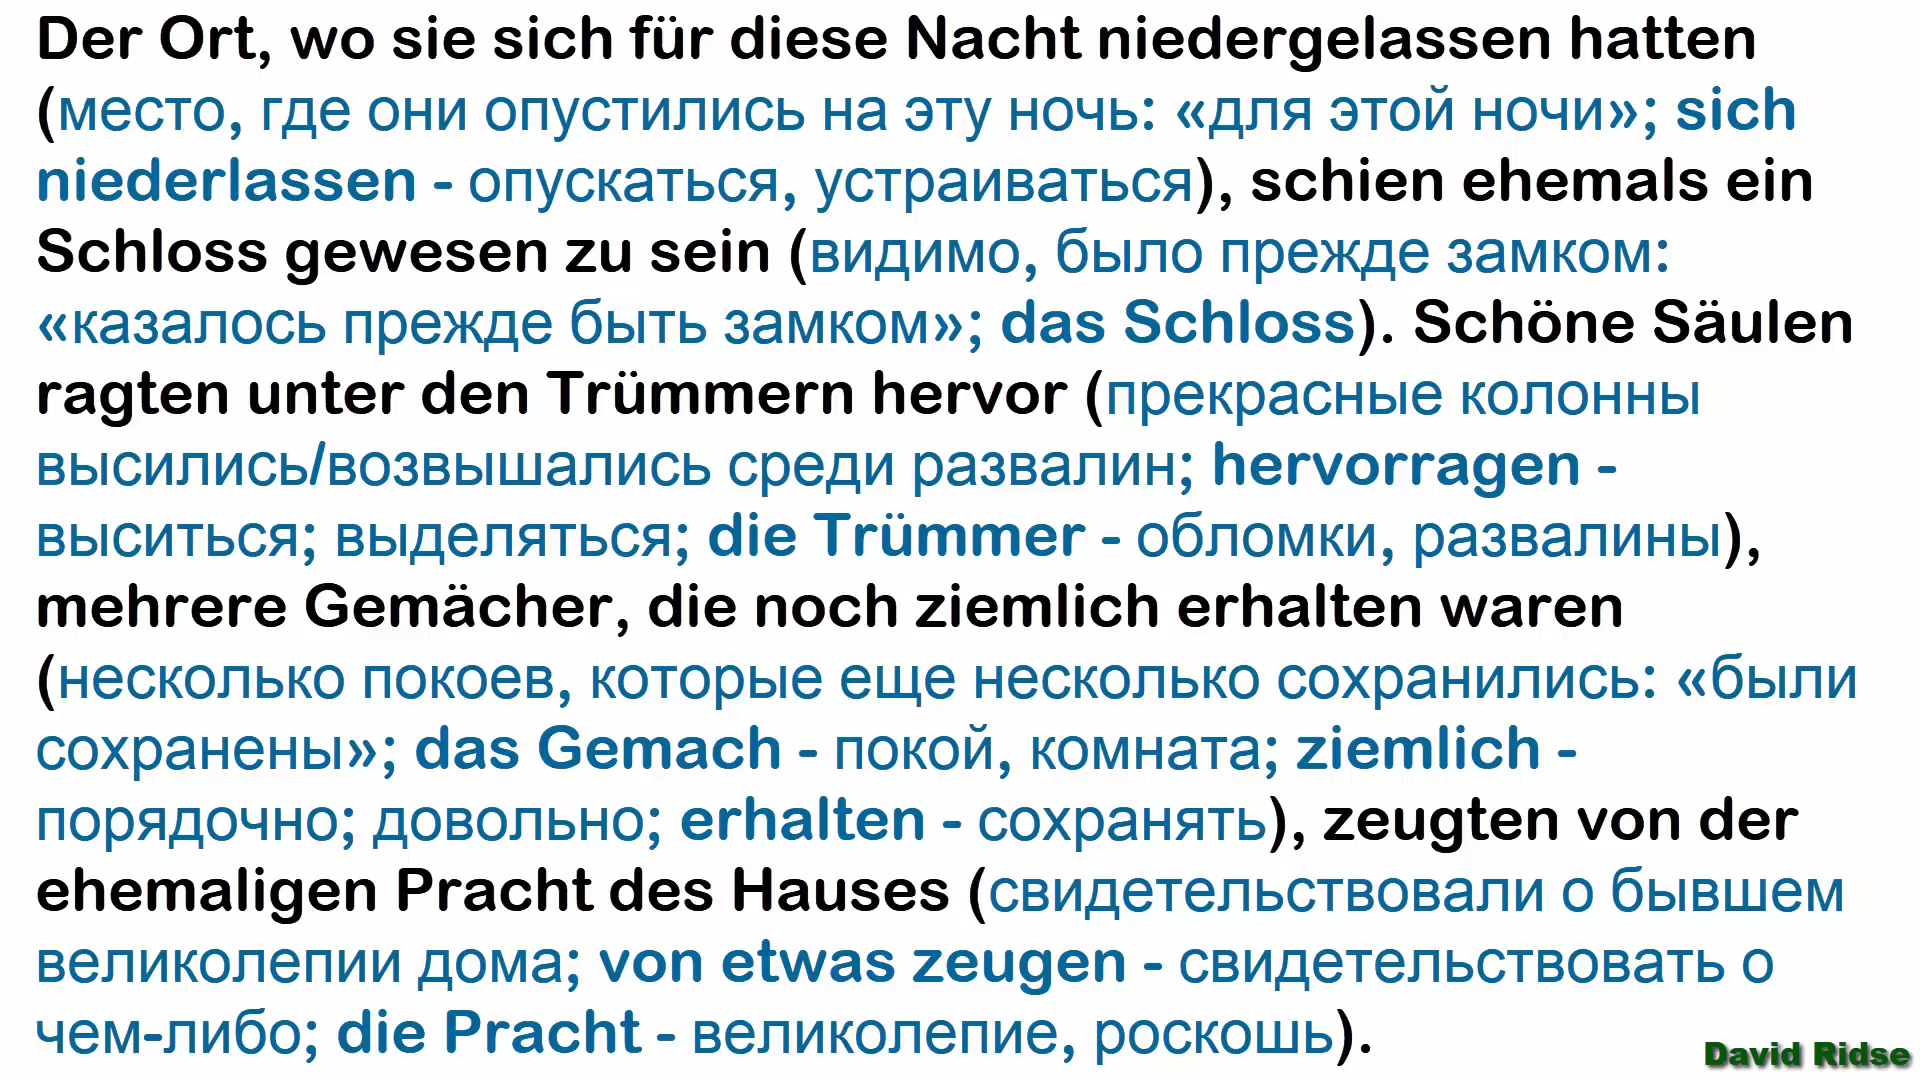 Der Ort, wo sie sich für diese Nacht niedergelassen hatten
(место, где они опустились на эту ночь: «для этой ночи»; sich
niederlassen - опускаться, устраиваться), schien ehemals ein
Schloss gewesen zu sein (видимо, было прежде замком:
«казалось прежде быть замком»; das Schloss). Schöne Säulen
ragten unter den Trümmern hervor (прекрасные колонны
высились/возвышались среди развалин; hervorragen -
выситься; выделяться; die Trümmer - обломки, развалины),
mehrere Gemächer, die noch ziemlich erhalten waren
(несколько покоев, которые еще несколько сохранились: «были
сохранены»; das Gemach - покой, комната; ziemlich -
порядочно; довольно; erhalten - сохранять), zeugten von der
ehemaligen Pracht des Hauses (свидетельствовали о бывшем
великолепии дома; von etwas zeugen - свидетельствовать о
чем-либо; die Pracht - великолепие, роскошь).
David Ridse